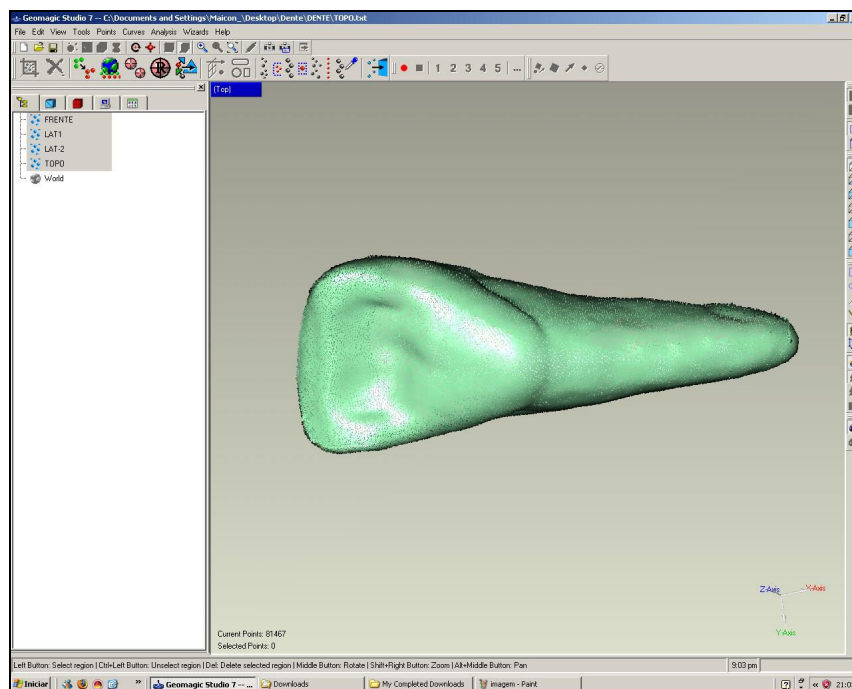 Geomagic Studio 7 -- C:\Documents and Settings\Maicon_\Desktop\Dente\DENTE\TOPO.txt
File Edit View Tools Points Curves Analysis Wizards Help
1 2 3 4 5 ...
(Top)
FRENTE
LAT1
LAT-2
TOPO
World
Z-Axis
X-Axis
Y-Axis
Current Points: 81467
Selected Points: 0
Left Button: Select region | Ctrl+Left Button: Unselect region | Del: Delete selected region | Middle Button: Rotate | Shift+Right Button: Zoom | Alt+Middle Button: Pan
9:03 pm
Iniciar » Geomagic Studio 7 -- ... Downloads My Completed Downloads imagem - Paint «